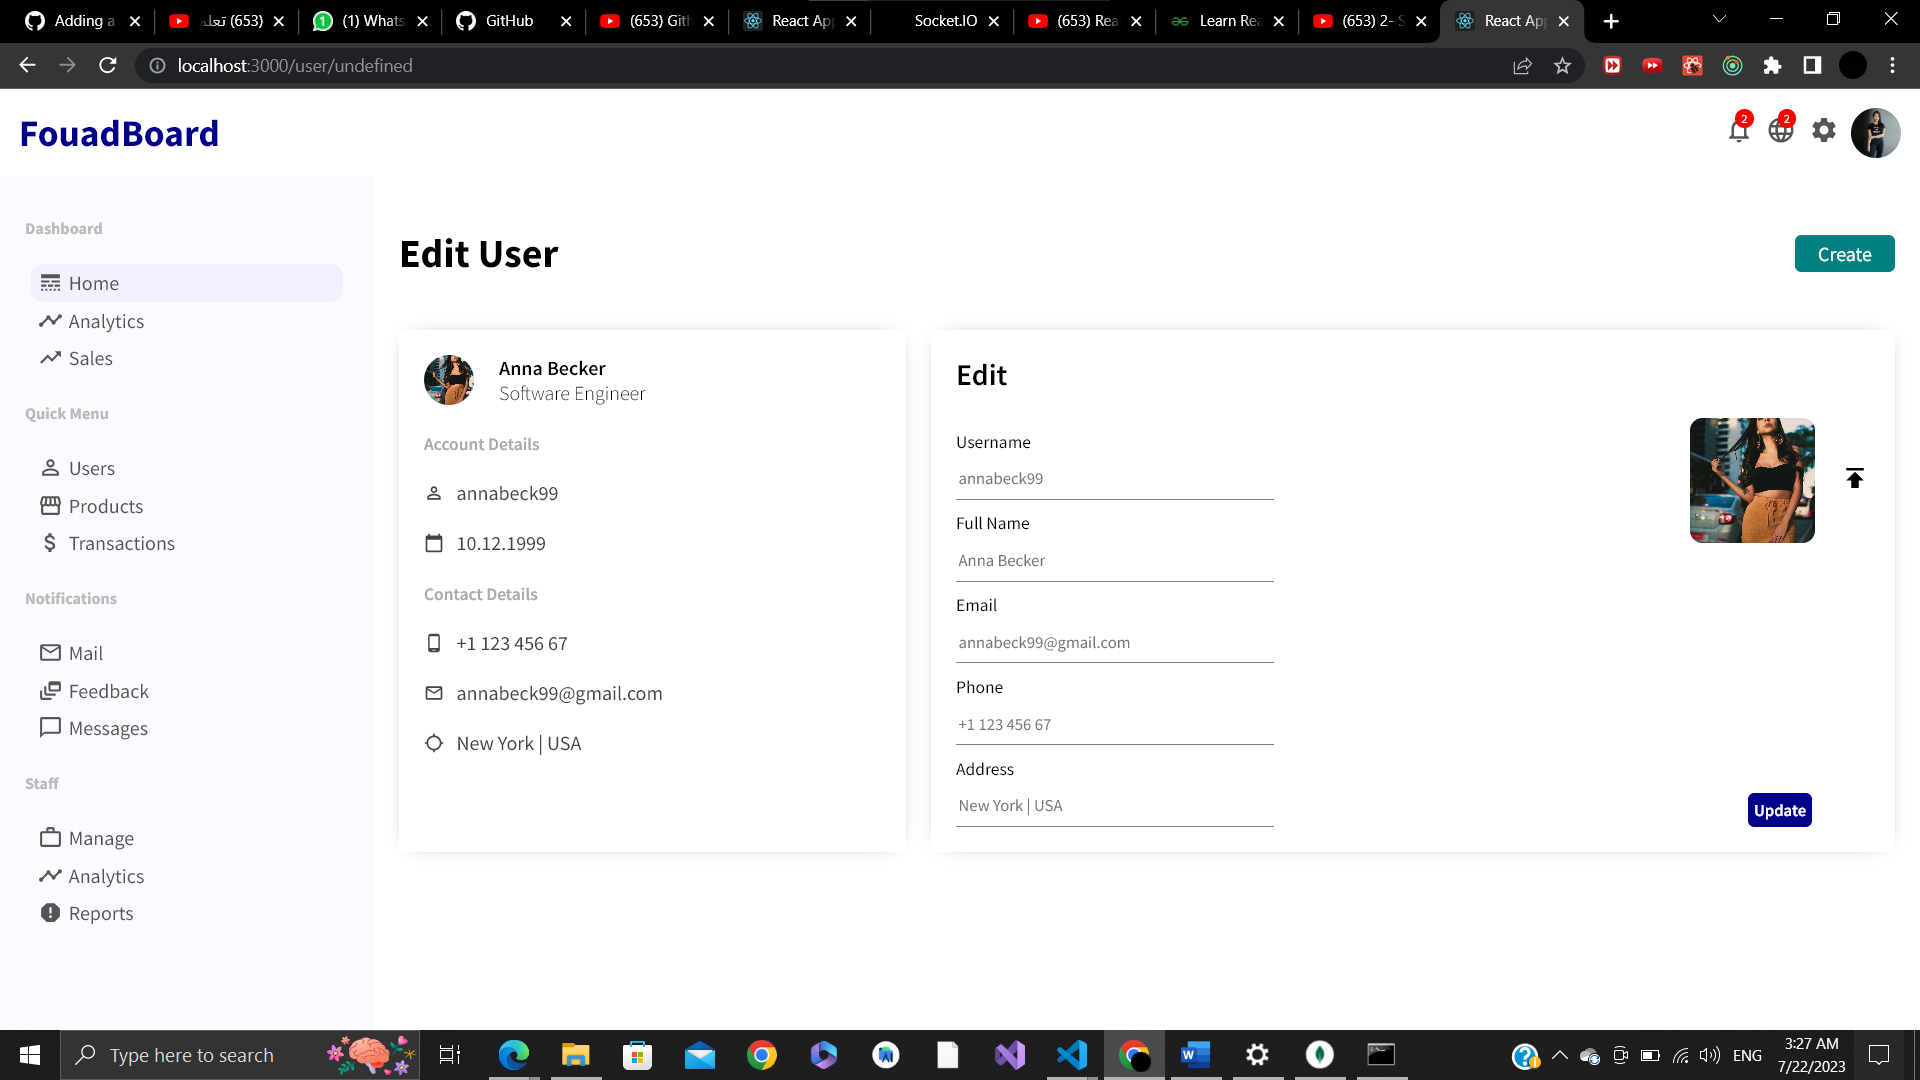 Adding a
(653) تعلم
(1) Whats
GitHub
(653) Gith
React App
Socket.IO
(653) Rea
Learn Rea
(653) 2- S
React App
localhost:3000/user/undefined
FouadBoard
2
2
Dashboard
Home
Analytics
Sales
Quick Menu
Users
Products
Transactions
Notifications
Mail
Feedback
Messages
Staff
Manage
Analytics
Reports
Edit User
Create
Anna Becker
Software Engineer
Account Details
annabeck99
10.12.1999
Contact Details
+1 123 456 67
annabeck99@gmail.com
New York | USA
Edit
Username
annabeck99
Full Name
Anna Becker
Email
annabeck99@gmail.com
Phone
+1 123 456 67
Address
New York | USA
Update
Type here to search
ENG
3:27 AM
7/22/2023